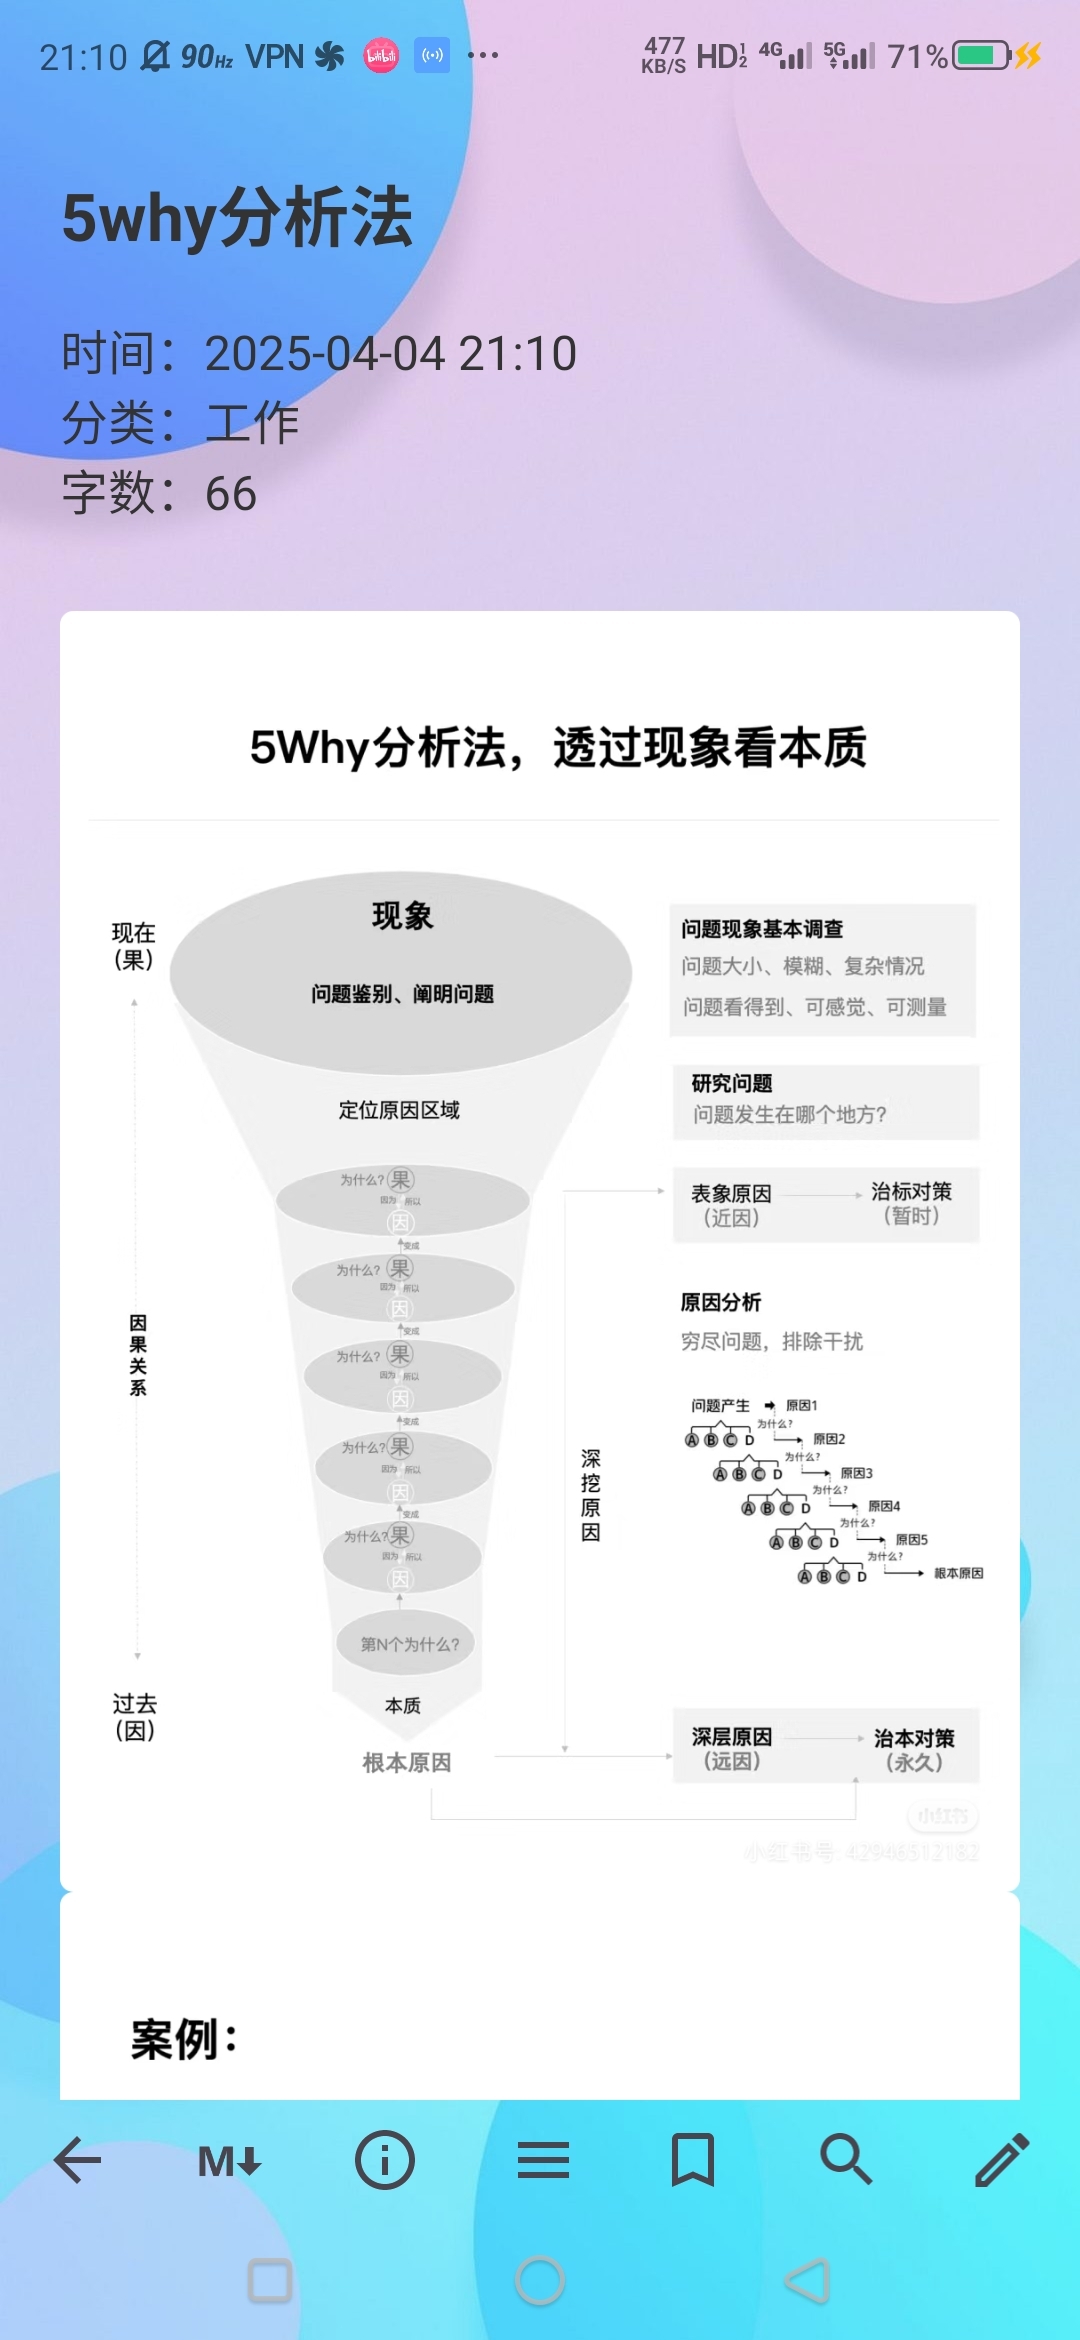 21:10 90Hz VPN bilibili 477 KB/S HD 1 2 4G 5G 71%
5why分析法
时间：2025-04-04 21:10
分类：工作
字数：66
5Why分析法，透过现象看本质
现在
（果）
因果关系
过去
（因）
现象
问题鉴别、阐明问题
定位原因区域
为什么? 果
因为 所以
因
变成
为什么? 果
因为 所以
因
变成
为什么? 果
因为 所以
因
变成
为什么? 果
因为 所以
因
变成
为什么? 果
因为 所以
因
第N个为什么?
本质
根本原因
深挖原因
问题现象基本调查
问题大小、模糊、复杂情况
问题看得到、可感觉、可测量
研究问题
问题发生在哪个地方?
表象原因 治标对策
（近因） （暂时）
原因分析
穷尽问题，排除干扰
问题产生 原因1
为什么?
A B C D 原因2
为什么?
A B C D 原因3
为什么?
A B C D 原因4
为什么?
A B C D 原因5
为什么?
A B C D 根本原因
深层原因 治本对策
（远因） （永久）
小红书
小红书号: 42946512182
案例：
M